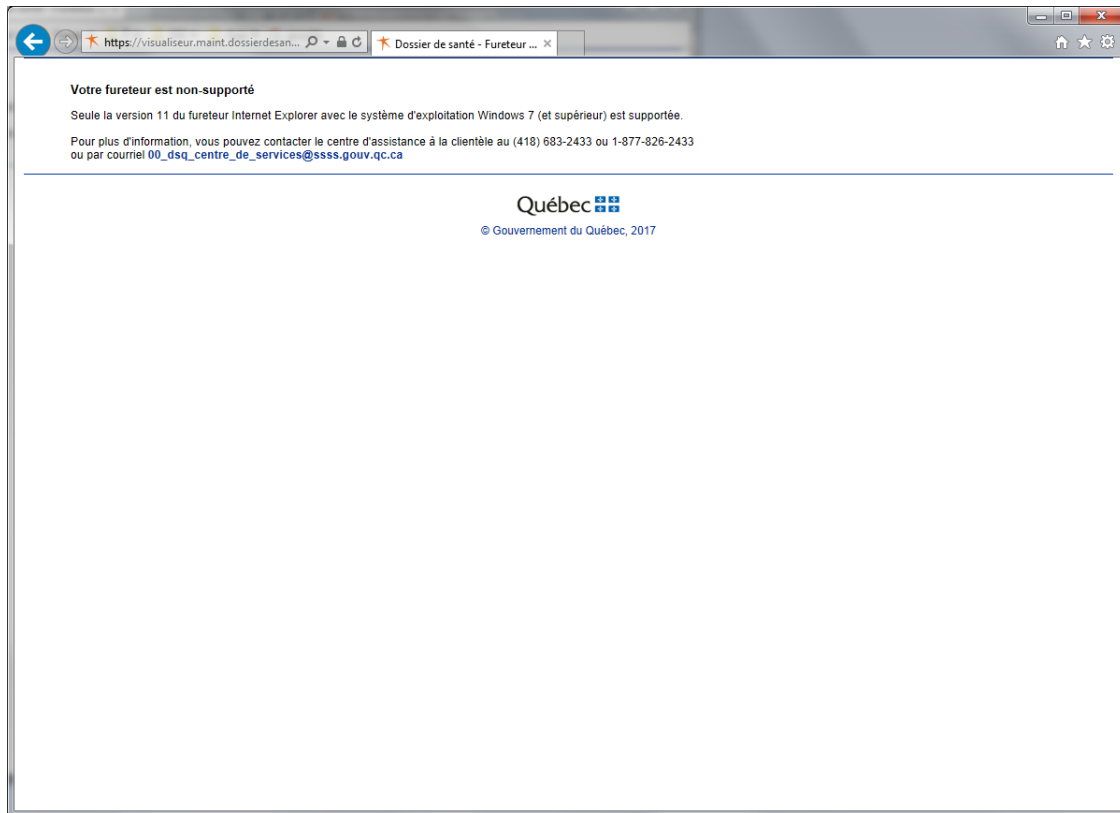 https://visualiseur.maint.dossierdesan...
Dossier de santé - Fureteur ...
Votre fureteur est non-supporté
Seule la version 11 du fureteur Internet Explorer avec le système d'exploitation Windows 7 (et supérieur) est supportée.
Pour plus d'information, vous pouvez contacter le centre d'assistance à la clientèle au (418) 683-2433 ou 1-877-826-2433
ou par courriel 00_dsq_centre_de_services@ssss.gouv.qc.ca
Québec
© Gouvernement du Québec, 2017